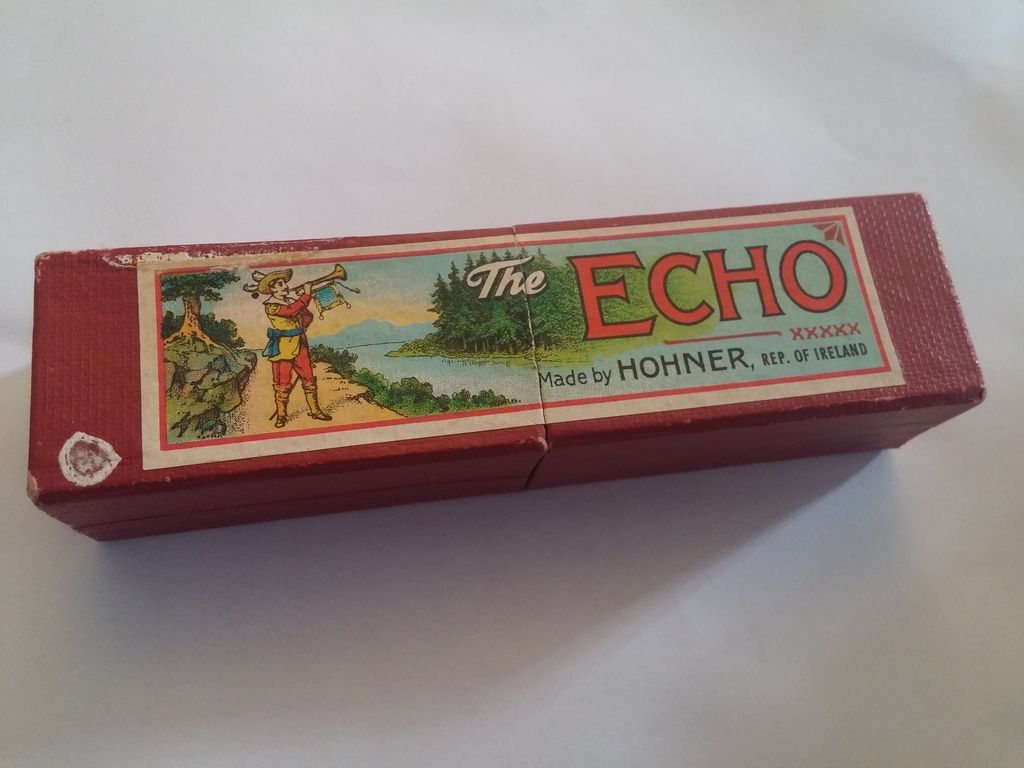 The ECHO
xxxxx
Made by HOHNER, REP. OF IRELAND